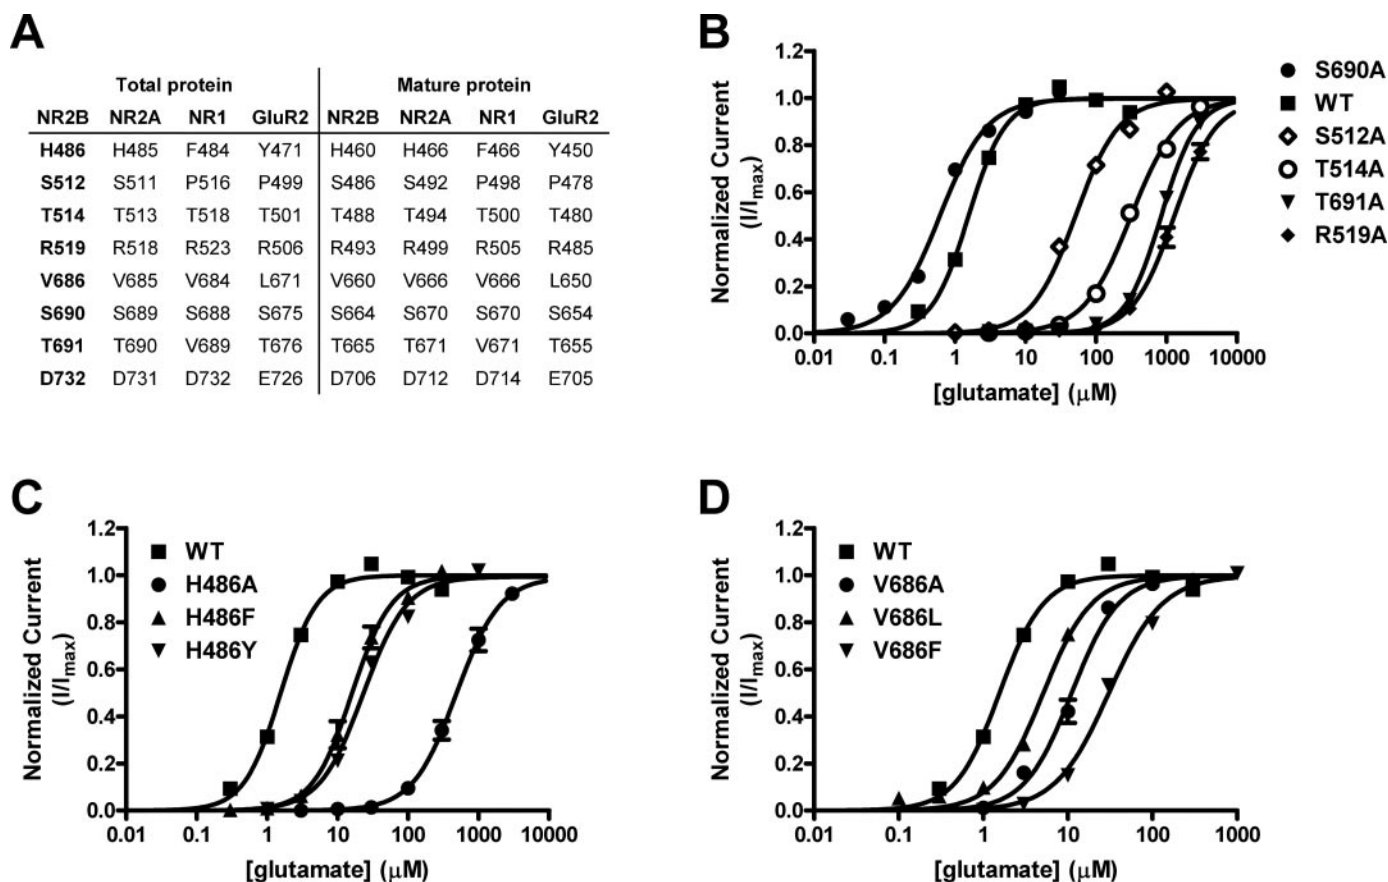 A
Total protein Mature protein
NR2B NR2A NR1 GluR2 NR2B NR2A NR1 GluR2
H486 H485 F484 Y471 H460 H466 F466 Y450
S512 S511 P516 P499 S486 S492 P498 P478
T514 T513 T518 T501 T488 T494 T500 T480
R519 R518 R523 R506 R493 R499 R505 R485
V686 V685 V684 L671 V660 V666 V666 L650
S690 S689 S688 S675 S664 S670 S670 S654
T691 T690 V689 T676 T665 T671 V671 T655
D732 D731 D732 E726 D706 D712 D714 E705
B
Normalized Current
(I/Imax)
1.2
1.0
0.8
0.6
0.4
0.2
0.0
0.01 0.1 1 10 100 1000 10000
[glutamate] (μM)
S690A
WT
S512A
T514A
T691A
R519A
C
Normalized Current
(I/Imax)
1.2
1.0
0.8
0.6
0.4
0.2
0.0
WT
H486A
H486F
H486Y
0.01 0.1 1 10 100 1000 10000
[glutamate] (μM)
D
Normalized Current
(I/Imax)
1.2
1.0
0.8
0.6
0.4
0.2
0.0
WT
V686A
V686L
V686F
0.01 0.1 1 10 100 1000
[glutamate] (μM)